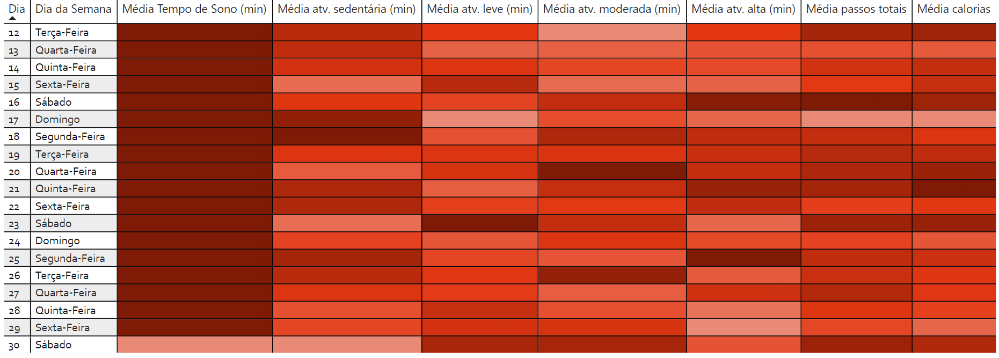 Dia Dia da Semana Média Tempo de Sono (min) Média atv. sedentária (min) Média atv. leve (min) Média atv. moderada (min) Média atv. alta (min) Média passos totais Média calorias
12 Terça-Feira
13 Quarta-Feira
14 Quinta-Feira
15 Sexta-Feira
16 Sábado
17 Domingo
18 Segunda-Feira
19 Terça-Feira
20 Quarta-Feira
21 Quinta-Feira
22 Sexta-Feira
23 Sábado
24 Domingo
25 Segunda-Feira
26 Terça-Feira
27 Quarta-Feira
28 Quinta-Feira
29 Sexta-Feira
30 Sábado